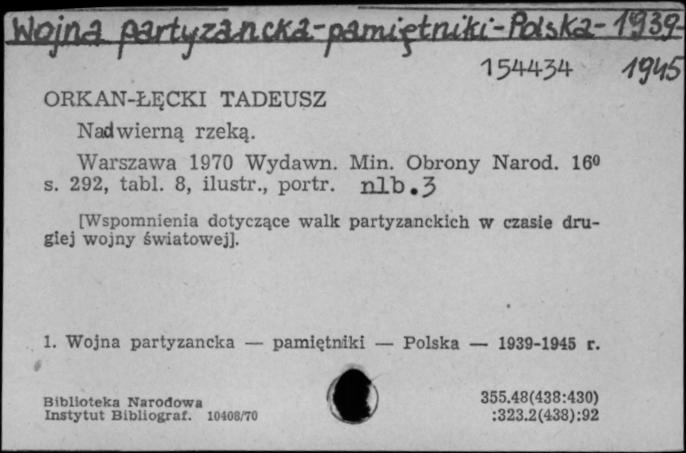 Wojna partyzancka-pamiętniki-Polska-1939-
154434 1945
ORKAN-ŁĘCKI TADEUSZ
Nad wierną rzeką.
Warszawa 1970 Wydawn. Min. Obrony Narod. 16⁰
s. 292, tabl. 8, ilustr., portr. nlb.3
[Wspomnienia dotyczące walk partyzanckich w czasie dru-
giej wojny światowej].
1. Wojna partyzancka — pamiętniki — Polska — 1939-1945 r.
Biblioteka Narodowa
Instytut Bibliograf. 10408/70
355.48(438:430)
:323.2(438):92